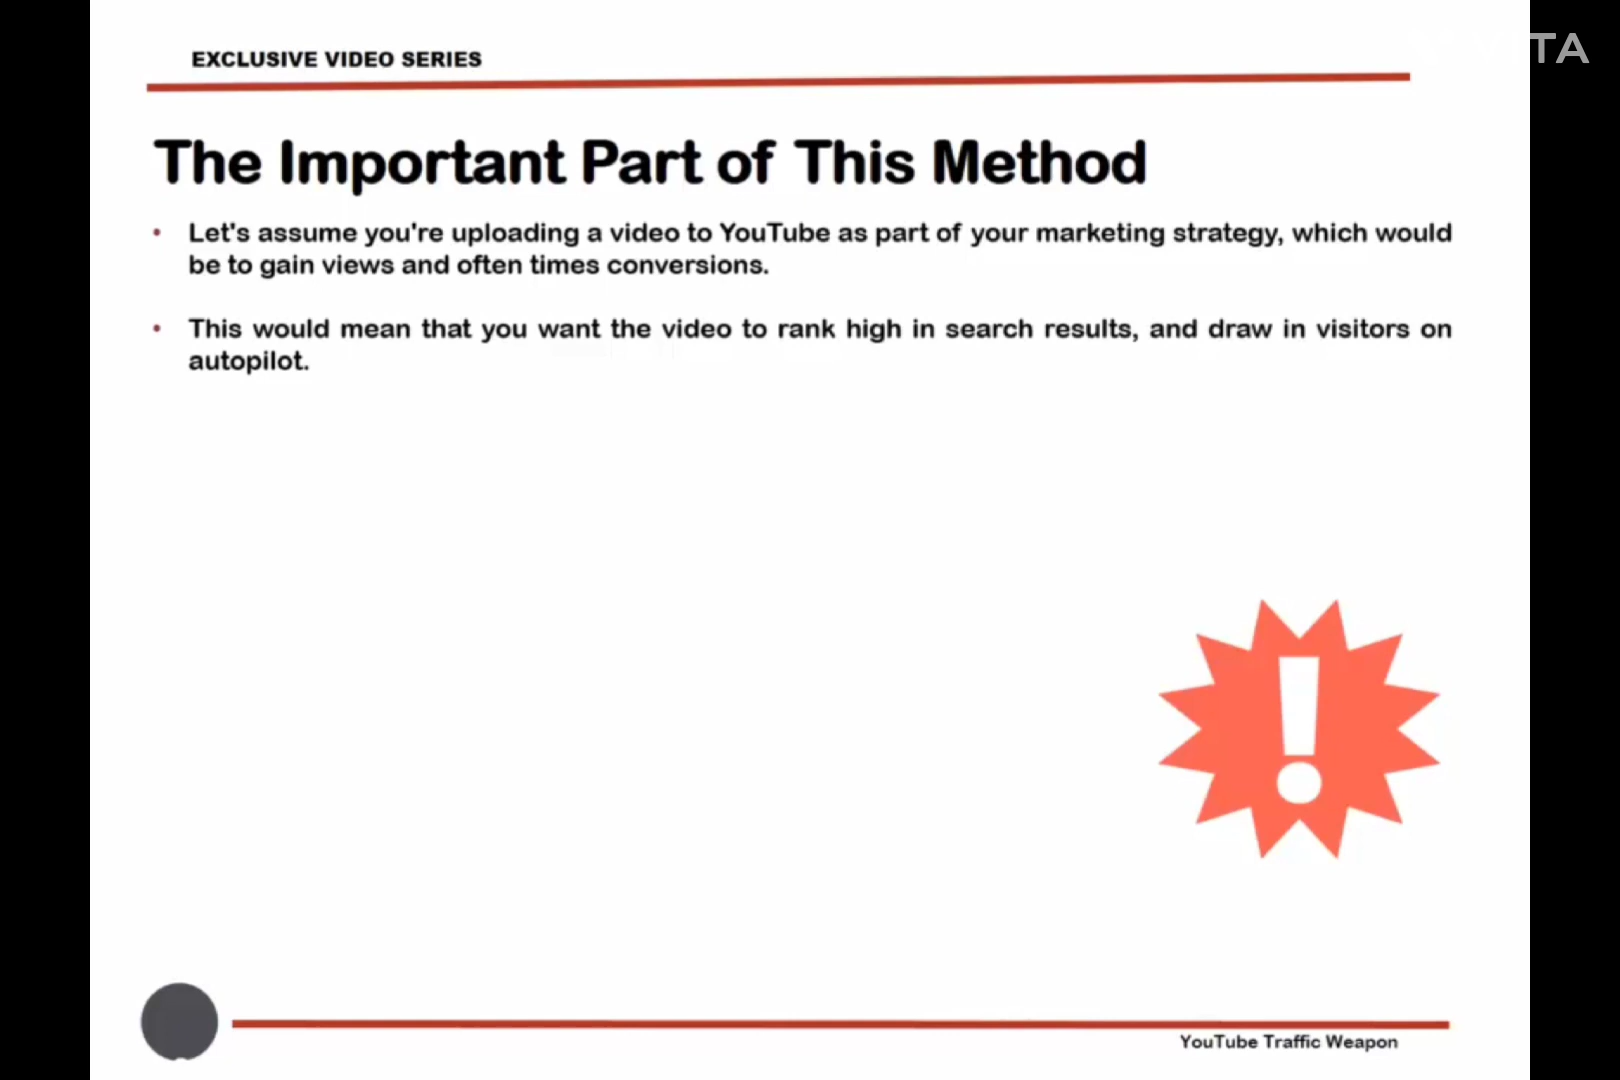 EXCLUSIVE VIDEO SERIES
TA
The Important Part of This Method
• Let's assume you're uploading a video to YouTube as part of your marketing strategy, which would
be to gain views and often times conversions.
• This would mean that you want the video to rank high in search results, and draw in visitors on
autopilot.
YouTube Traffic Weapon